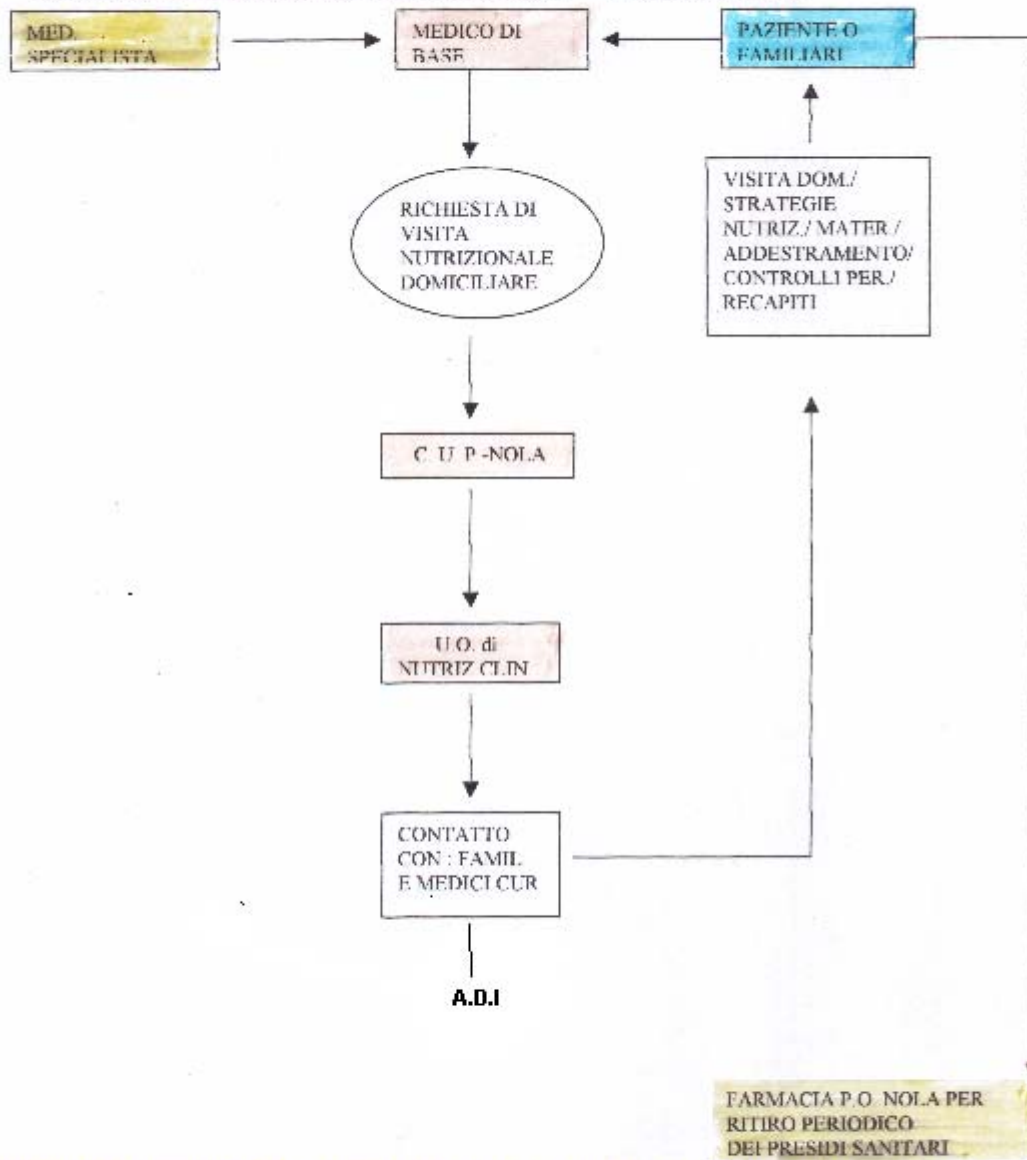 MED.
SPECIALISTA
MEDICO DI
BASE
PAZIENTE O
FAMILIARI
RICHIESTA DI
VISITA
NUTRIZIONALE
DOMICILIARE
VISITA DOM./
STRATEGIE
NUTRIZ./ MATER./
ADDESTRAMENTO/
CONTROLLI PER./
RECAPITI
C. U. P.-NOLA
U.O. di
NUTRIZ CLIN
CONTATTO
CON : FAMIL
E MEDICI CUR
A.D.I
FARMACIA P.O. NOLA PER
RITIRO PERIODICO
DEI PRESIDI SANITARI